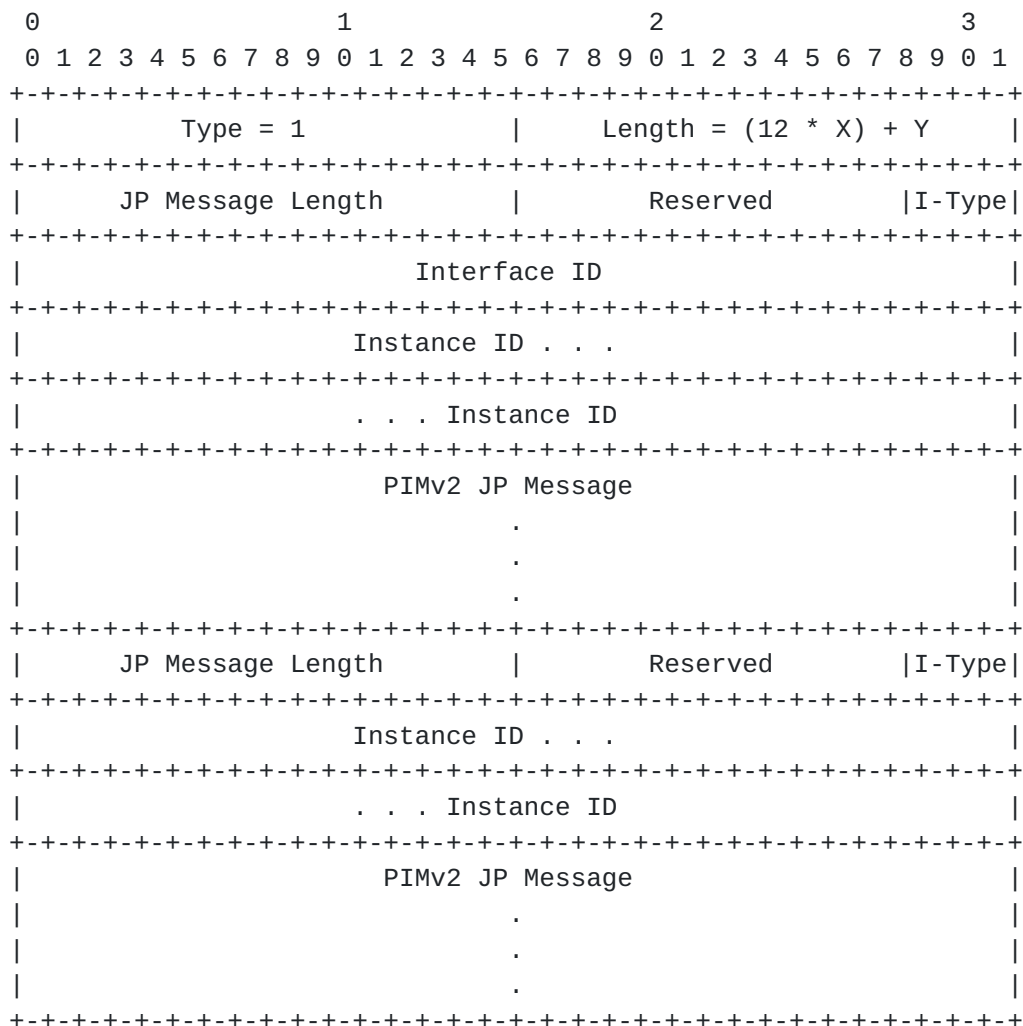 0                   1                   2                   3
 0 1 2 3 4 5 6 7 8 9 0 1 2 3 4 5 6 7 8 9 0 1 2 3 4 5 6 7 8 9 0 1
+-+-+-+-+-+-+-+-+-+-+-+-+-+-+-+-+-+-+-+-+-+-+-+-+-+-+-+-+-+-+-+-+
|          Type = 1             |     Length = (12 * X) + Y     |
+-+-+-+-+-+-+-+-+-+-+-+-+-+-+-+-+-+-+-+-+-+-+-+-+-+-+-+-+-+-+-+-+
|      JP Message Length        |        Reserved        |I-Type|
+-+-+-+-+-+-+-+-+-+-+-+-+-+-+-+-+-+-+-+-+-+-+-+-+-+-+-+-+-+-+-+-+
|                         Interface ID                          |
+-+-+-+-+-+-+-+-+-+-+-+-+-+-+-+-+-+-+-+-+-+-+-+-+-+-+-+-+-+-+-+-+
|                     Instance ID . . .                         |
+-+-+-+-+-+-+-+-+-+-+-+-+-+-+-+-+-+-+-+-+-+-+-+-+-+-+-+-+-+-+-+-+
|                     . . . Instance ID                         |
+-+-+-+-+-+-+-+-+-+-+-+-+-+-+-+-+-+-+-+-+-+-+-+-+-+-+-+-+-+-+-+-+
|                       PIMv2 JP Message                        |
|                               .                               |
|                               .                               |
|                               .                               |
+-+-+-+-+-+-+-+-+-+-+-+-+-+-+-+-+-+-+-+-+-+-+-+-+-+-+-+-+-+-+-+-+
|      JP Message Length        |        Reserved        |I-Type|
+-+-+-+-+-+-+-+-+-+-+-+-+-+-+-+-+-+-+-+-+-+-+-+-+-+-+-+-+-+-+-+-+
|                     Instance ID . . .                         |
+-+-+-+-+-+-+-+-+-+-+-+-+-+-+-+-+-+-+-+-+-+-+-+-+-+-+-+-+-+-+-+-+
|                     . . . Instance ID                         |
+-+-+-+-+-+-+-+-+-+-+-+-+-+-+-+-+-+-+-+-+-+-+-+-+-+-+-+-+-+-+-+-+
|                       PIMv2 JP Message                        |
|                               .                               |
|                               .                               |
|                               .                               |
+-+-+-+-+-+-+-+-+-+-+-+-+-+-+-+-+-+-+-+-+-+-+-+-+-+-+-+-+-+-+-+-+